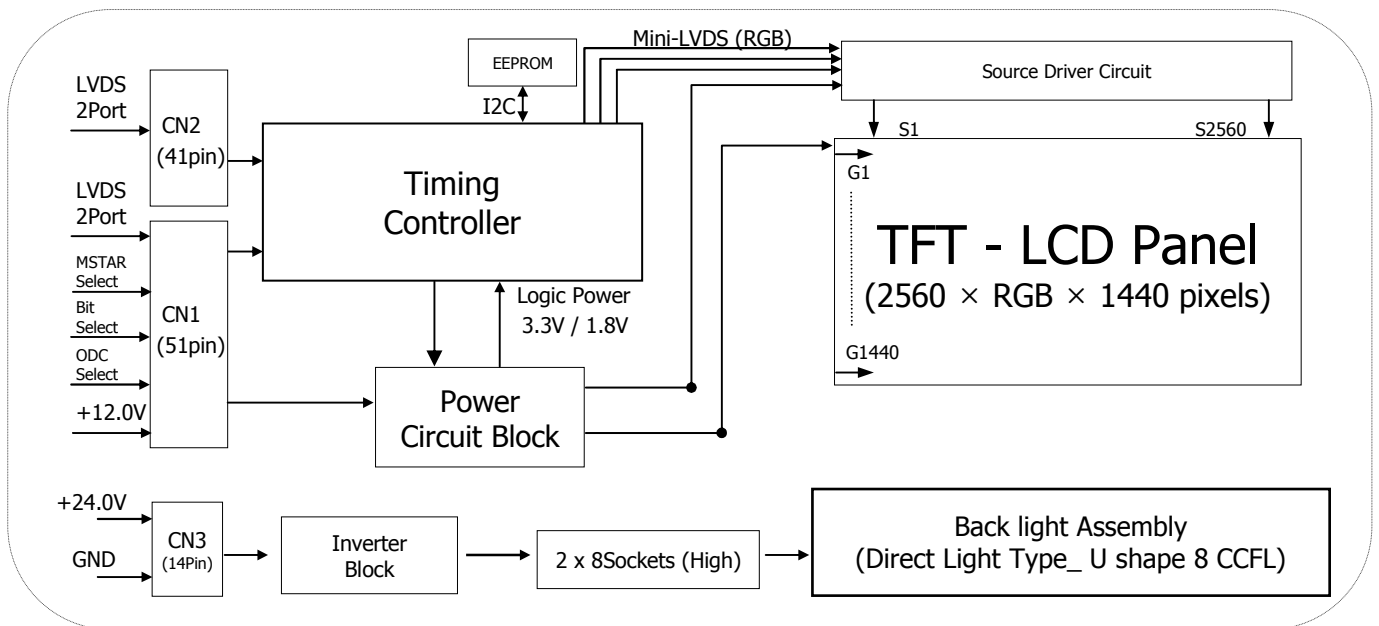 Mini-LVDS (RGB)
EEPROM
I2C
Source Driver Circuit
LVDS
2Port
CN2
(41pin)
S1
S2560
Timing
Controller
G1
LVDS
2Port
MSTAR
Select
Bit
Select
ODC
Select
+12.0V
CN1
(51pin)
TFT - LCD Panel
(2560 × RGB × 1440 pixels)
Logic Power
3.3V / 1.8V
G1440
Power
Circuit Block
+24.0V
GND
CN3
(14Pin)
Inverter
Block
2 x 8Sockets (High)
Back light Assembly
(Direct Light Type_ U shape 8 CCFL)